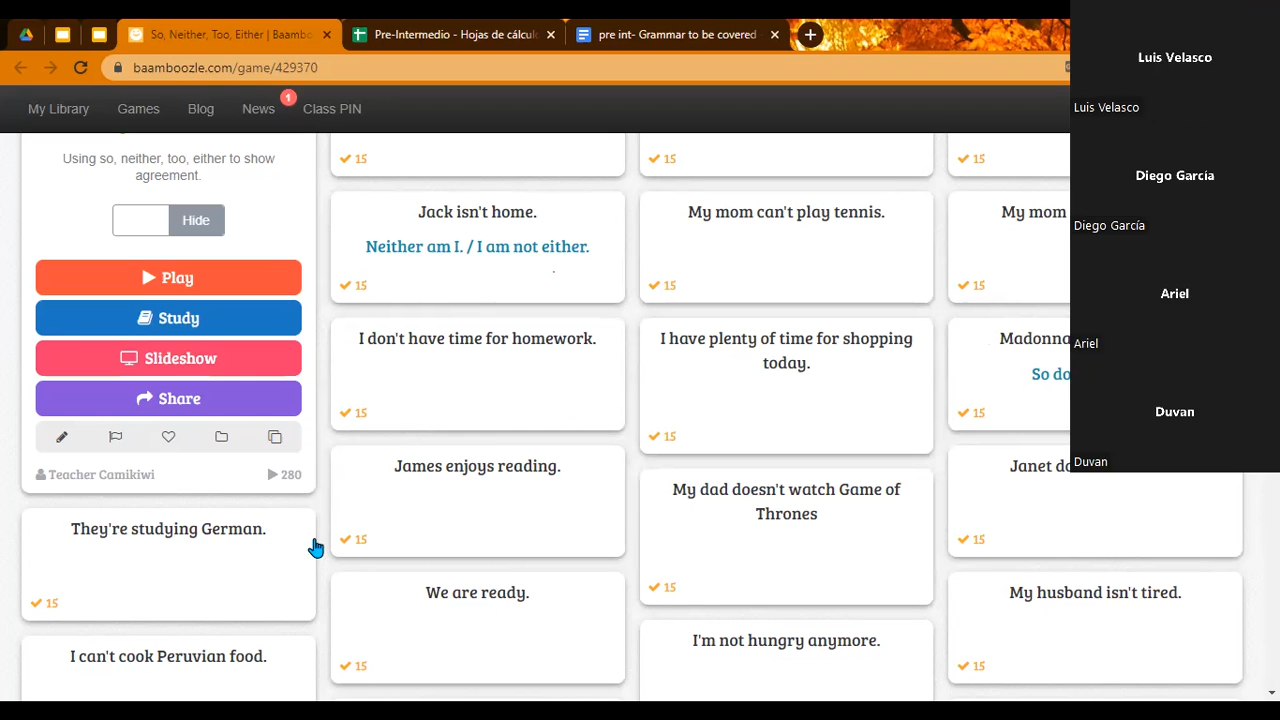 So, Neither, Too, Either | Baambo
Pre-Intermedio - Hojas de cálcu
pre int- Grammar to be covered
baamboozle.com/game/429370
My Library
Games
Blog
News
1
Class PIN
Using so, neither, too, either to show
agreement.
Hide
Play
Study
Slideshow
Share
Teacher Camikiwi
280
They're studying German.
15
I can't cook Peruvian food.
15
Jack isn't home.
Neither am I. / I am not either.
15
I don't have time for homework.
15
James enjoys reading.
15
We are ready.
15
15
My mom can't play tennis.
15
I have plenty of time for shopping
today.
15
My dad doesn't watch Game of
Thrones
15
I'm not hungry anymore.
15
My mom
15
Madonna
So do
15
Janet do
15
My husband isn't tired.
15
Luis Velasco
Luis Velasco
Diego García
Diego García
Ariel
Ariel
Duvan
Duvan